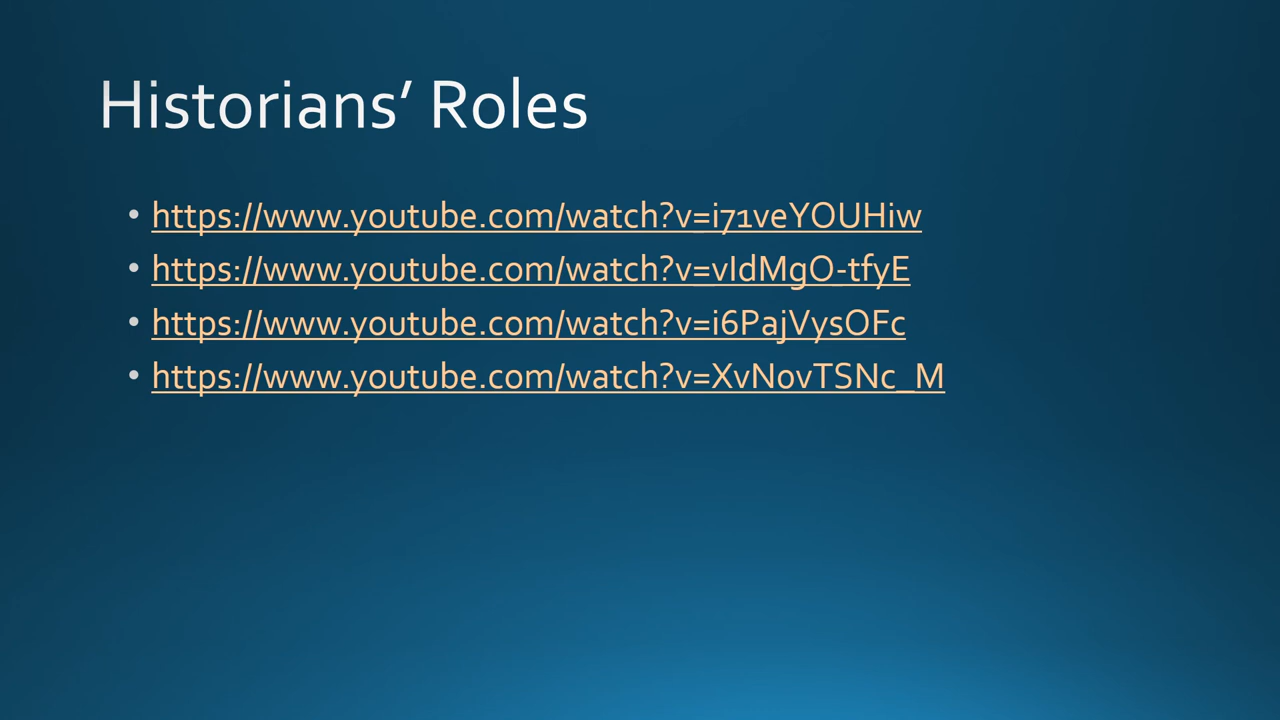 Historians’ Roles
• https://www.youtube.com/watch?v=i71veYOUHiw
• https://www.youtube.com/watch?v=vIdMgO-tfyE
• https://www.youtube.com/watch?v=i6PajVysOFc
• https://www.youtube.com/watch?v=XvNovTSNc_M